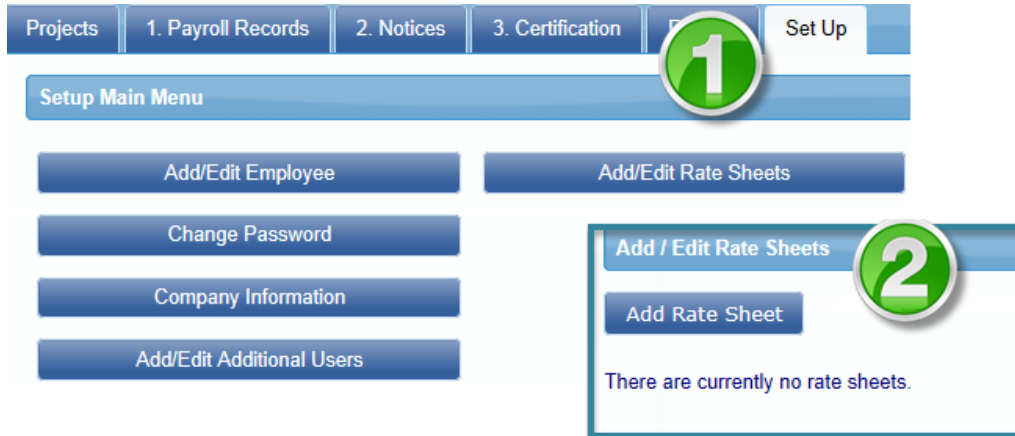 Projects
1. Payroll Records
2. Notices
3. Certification
Set Up
1
Setup Main Menu
Add/Edit Employee
Add/Edit Rate Sheets
Change Password
Company Information
Add/Edit Additional Users
Add / Edit Rate Sheets
2
Add Rate Sheet
There are currently no rate sheets.